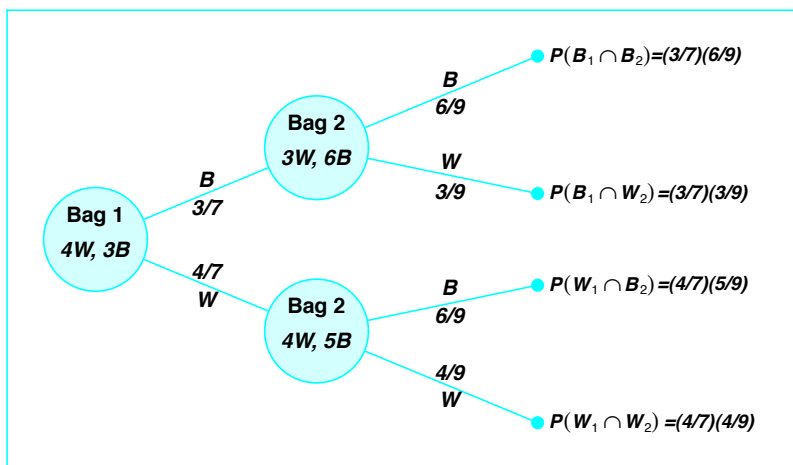 B
6/9
P(B₁ ∩ B₂)=(3/7)(6/9)
Bag 2
3W, 6B
W
3/9
P(B₁ ∩ W₂)=(3/7)(3/9)
B
3/7
Bag 1
4W, 3B
4/7
W
B
6/9
P(W₁ ∩ B₂)=(4/7)(5/9)
Bag 2
4W, 5B
4/9
W
P(W₁ ∩ W₂) =(4/7)(4/9)